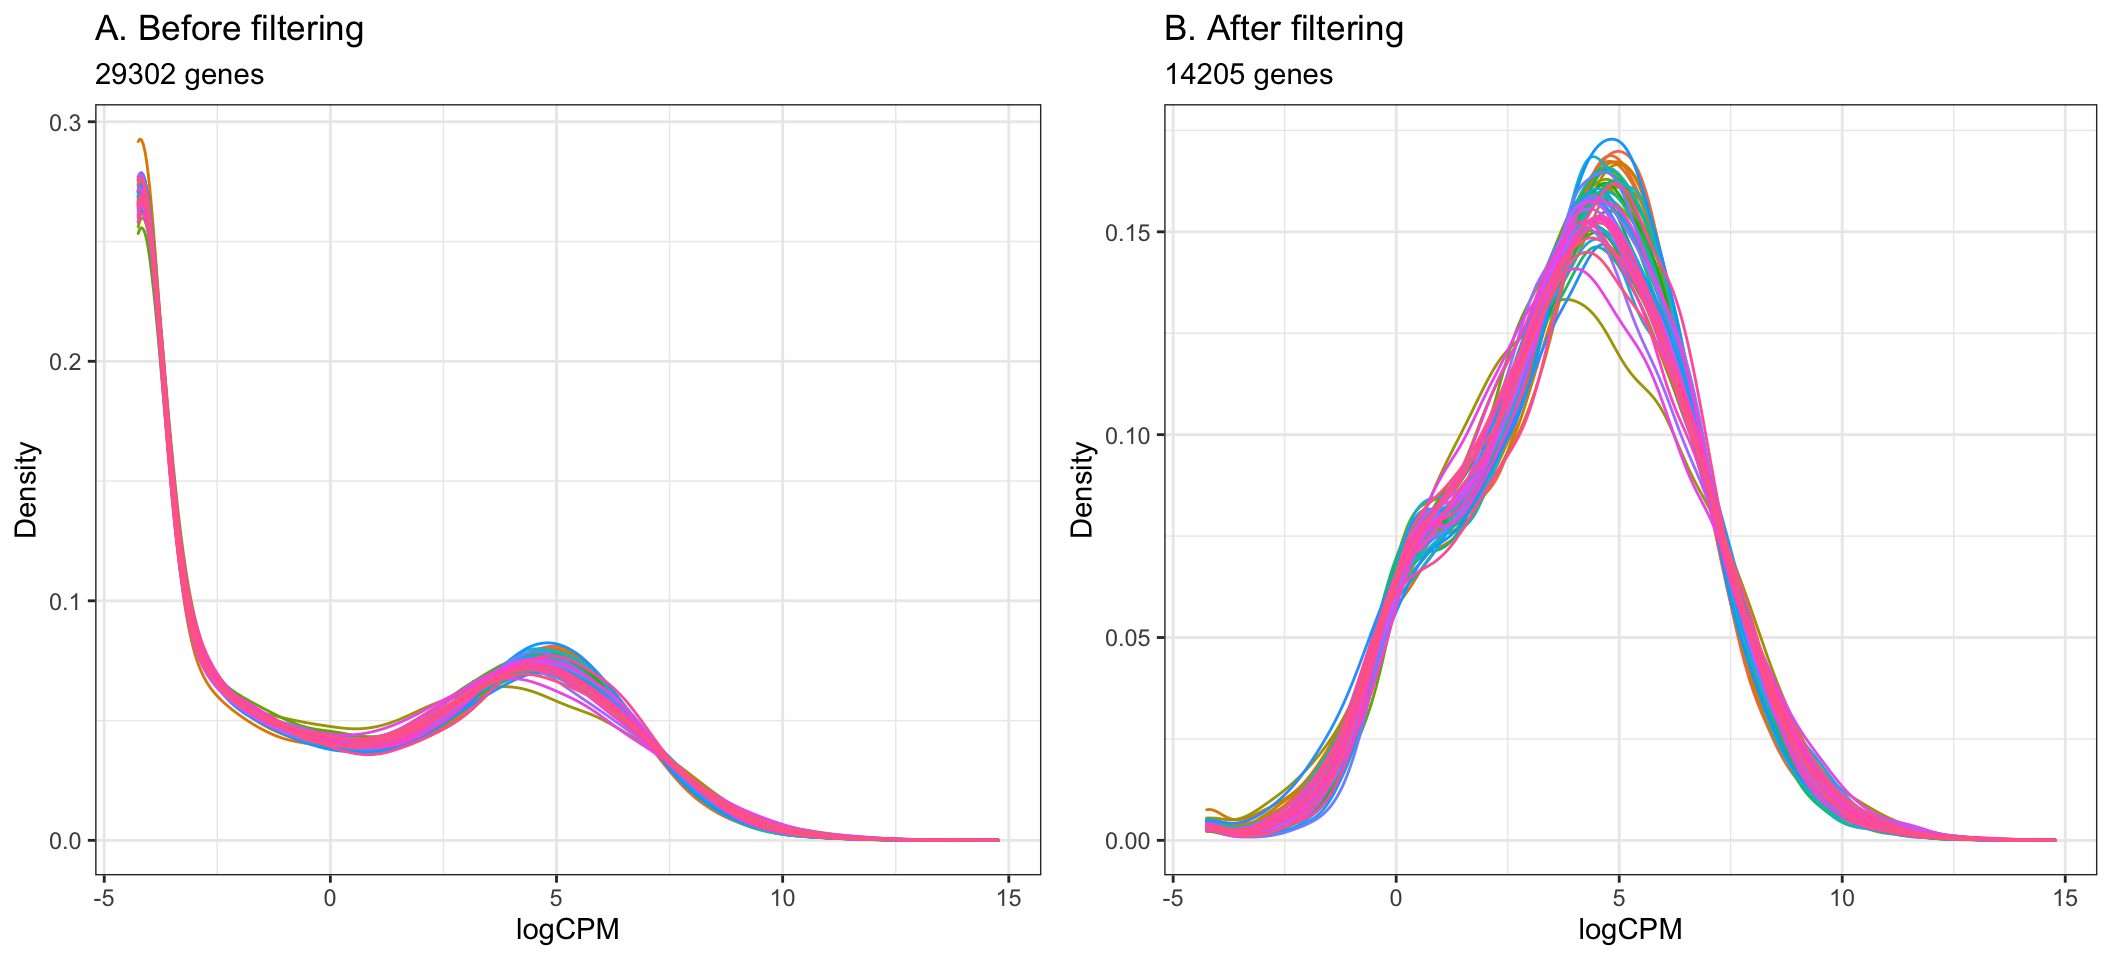 A. Before filtering
29302 genes
0.3
0.2
0.1
0.0
Density
-5 0 5 10 15
logCPM
B. After filtering
14205 genes
0.15
0.10
0.05
0.00
Density
-5 0 5 10 15
logCPM